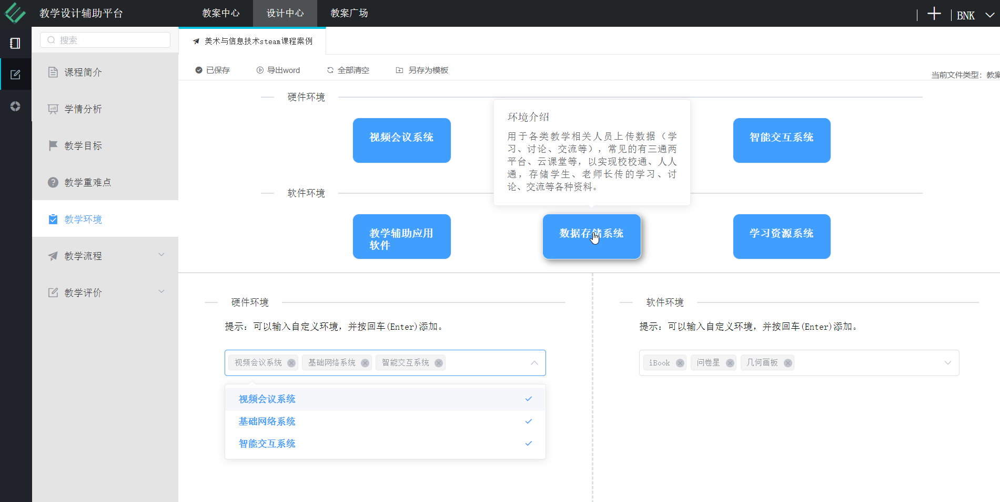 教学设计辅助平台
教案中心
设计中心
教案广场
BNK
搜索
美术与信息技术steam课程案例
已保存
导出word
全部清空
另存为模板
当前文件类型：教案
课程简介
学情分析
教学目标
教学重难点
教学环境
教学流程
教学评价
硬件环境
视频会议系统
智能交互系统
环境介绍
用于各类教学相关人员上传数据（学
习、讨论、交流等），常见的有三通两
平台、云课堂等，以实现校校通、人人
通，存储学生、老师长传的学习、讨
论、交流等各种资料。
软件环境
教学辅助应用
软件
数据存储系统
学习资源系统
硬件环境
提示：可以输入自定义环境，并按回车(Enter)添加。
视频会议系统
基础网络系统
智能交互系统
视频会议系统
基础网络系统
智能交互系统
软件环境
提示：可以输入自定义环境，并按回车(Enter)添加。
iBook
问卷星
几何画板